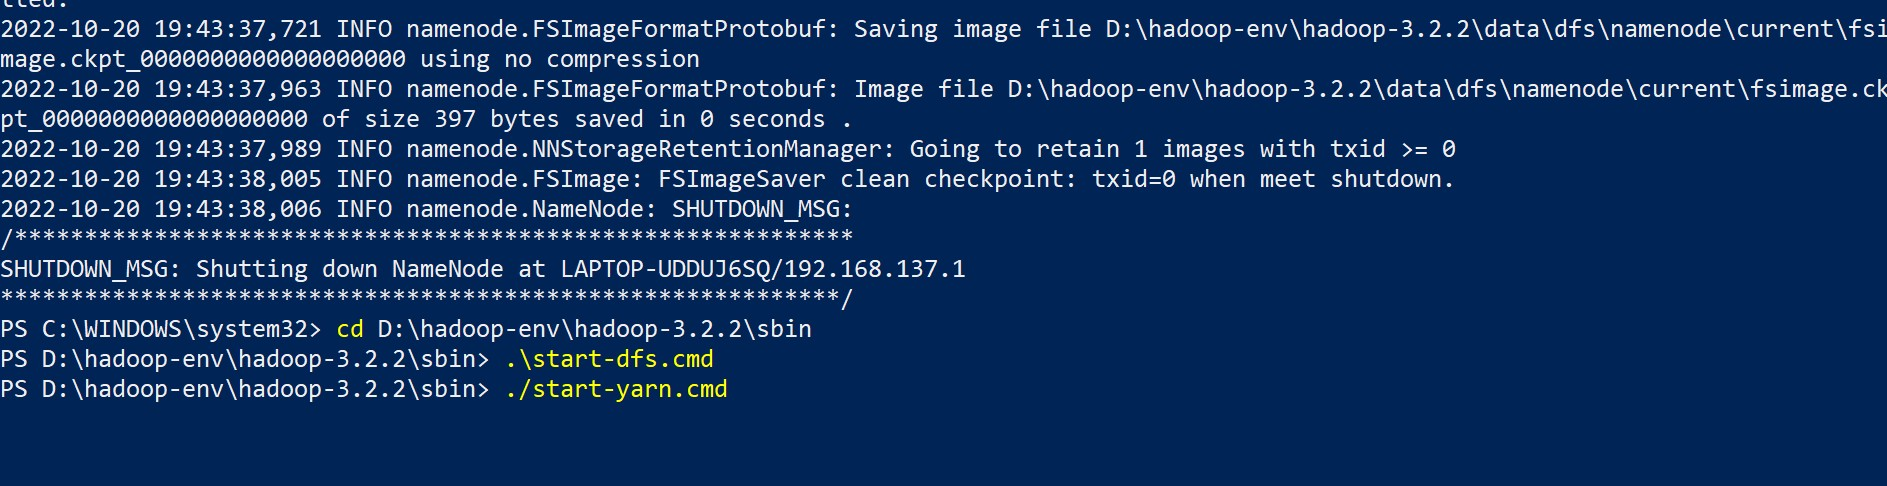 tted.
2022-10-20 19:43:37,721 INFO namenode.FSImageFormatProtobuf: Saving image file D:\hadoop-env\hadoop-3.2.2\data\dfs\namenode\current\fsi
mage.ckpt_0000000000000000000 using no compression
2022-10-20 19:43:37,963 INFO namenode.FSImageFormatProtobuf: Image file D:\hadoop-env\hadoop-3.2.2\data\dfs\namenode\current\fsimage.ck
pt_0000000000000000000 of size 397 bytes saved in 0 seconds .
2022-10-20 19:43:37,989 INFO namenode.NNStorageRetentionManager: Going to retain 1 images with txid >= 0
2022-10-20 19:43:38,005 INFO namenode.FSImage: FSImageSaver clean checkpoint: txid=0 when meet shutdown.
2022-10-20 19:43:38,006 INFO namenode.NameNode: SHUTDOWN_MSG:
/************************************************************
SHUTDOWN_MSG: Shutting down NameNode at LAPTOP-UDDUJ6SQ/192.168.137.1
************************************************************/
PS C:\WINDOWS\system32> cd D:\hadoop-env\hadoop-3.2.2\sbin
PS D:\hadoop-env\hadoop-3.2.2\sbin> .\start-dfs.cmd
PS D:\hadoop-env\hadoop-3.2.2\sbin> ./start-yarn.cmd